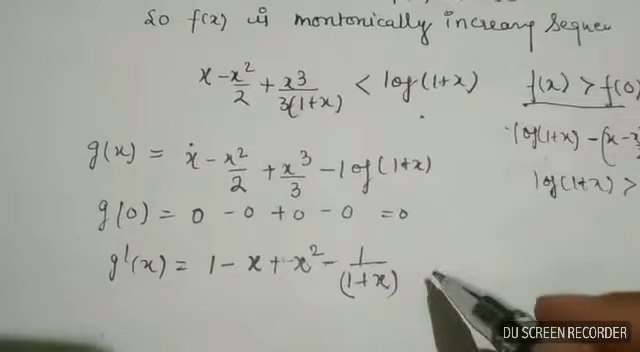 So f(x) is montonically increany Seque
x - x²/2 + x³/3(1+x) < log(1+x)
f(x) > f(0)
log(1+x) - (x - x
log(1+x) >
g(x) = x - x²/2 + x³/3 - log(1+x)
g(0) = 0 - 0 + 0 - 0 = 0
g'(x) = 1 - x + x² - 1/(1+x)
DU SCREEN RECORDER